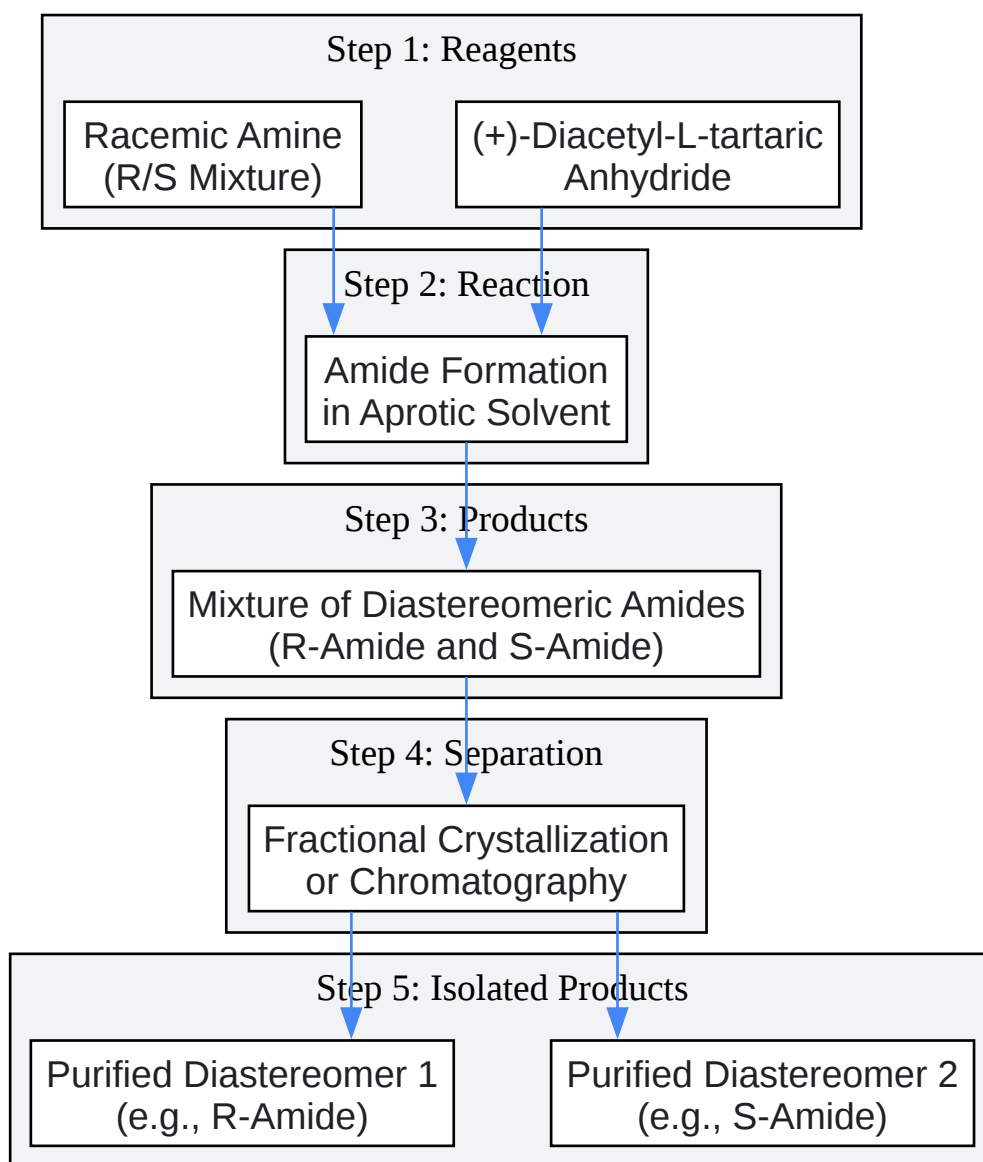 Step 1: Reagents
Racemic Amine
(R/S Mixture)
(+)-Diacetyl-L-tartaric
Anhydride
Step 2: Reaction
Amide Formation
in Aprotic Solvent
Step 3: Products
Mixture of Diastereomeric Amides
(R-Amide and S-Amide)
Step 4: Separation
Fractional Crystallization
or Chromatography
Step 5: Isolated Products
Purified Diastereomer 1
(e.g., R-Amide)
Purified Diastereomer 2
(e.g., S-Amide)